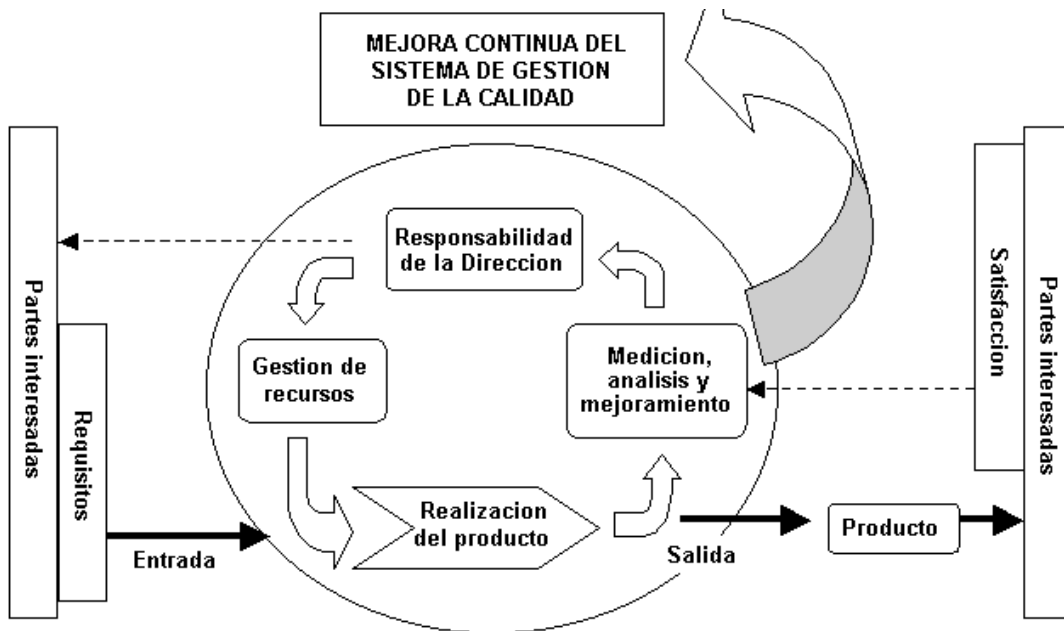 MEJORA CONTINUA DEL
SISTEMA DE GESTION
DE LA CALIDAD
Partes interesadas
Requisitos
Responsabilidad
de la Direccion
Gestion de
recursos
Medicion,
analisis y
mejoramiento
Realizacion
del producto
Entrada
Salida
Producto
Satisfaccion
Partes interesadas